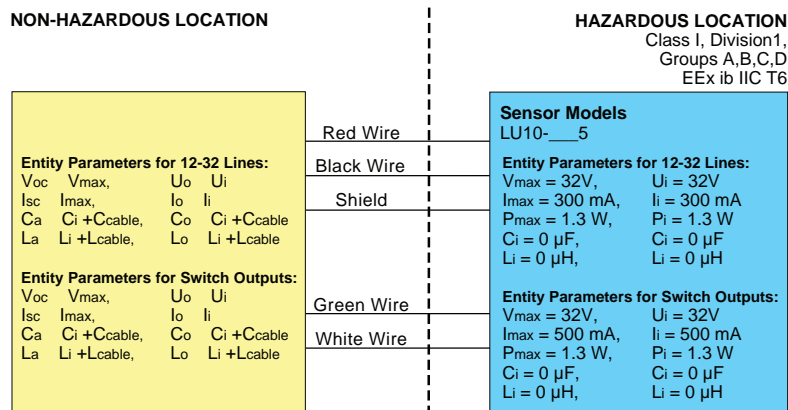 NON-HAZARDOUS LOCATION
HAZARDOUS LOCATION
Class I, Division1,
Groups A,B,C,D
EEx ib IIC T6
Entity Parameters for 12-32 Lines:
Voc Vmax, Uo Ui
Isc Imax, Io Ii
Ca Ci +Ccable, Co Ci +Ccable
La Li +Lcable, Lo Li +Lcable
Entity Parameters for Switch Outputs:
Voc Vmax, Uo Ui
Isc Imax, Io Ii
Ca Ci +Ccable, Co Ci +Ccable
La Li +Lcable, Lo Li +Lcable
Red Wire
Black Wire
Shield
Green Wire
White Wire
Sensor Models
LU10-___5
Entity Parameters for 12-32 Lines:
Vmax = 32V, Ui = 32V
Imax = 300 mA, Ii = 300 mA
Pmax = 1.3 W, Pi = 1.3 W
Ci = 0 µF, Ci = 0 µF
Li = 0 µH, Li = 0 µH
Entity Parameters for Switch Outputs:
Vmax = 32V, Ui = 32V
Imax = 500 mA, Ii = 500 mA
Pmax = 1.3 W, Pi = 1.3 W
Ci = 0 µF, Ci = 0 µF
Li = 0 µH, Li = 0 µH